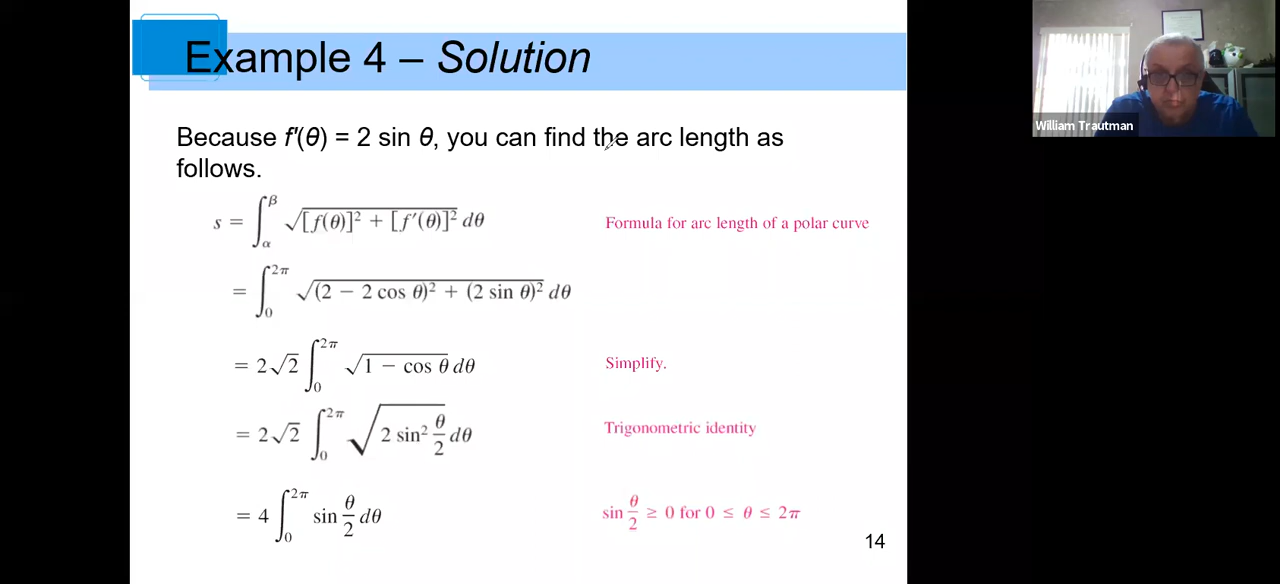 Example 4 – Solution
Because f′(θ) = 2 sin θ, you can find the arc length as
follows.
s = ∫_α^β √([f(θ)]² + [f′(θ)]²) dθ
Formula for arc length of a polar curve
= ∫_0^{2π} √((2 − 2 cos θ)² + (2 sin θ)²) dθ
= 2√2 ∫_0^{2π} √(1 − cos θ) dθ
Simplify.
= 2√2 ∫_0^{2π} √(2 sin² θ/2) dθ
Trigonometric identity
= 4 ∫_0^{2π} sin θ/2 dθ
sin θ/2 ≥ 0 for 0 ≤ θ ≤ 2π
14
William Trautman